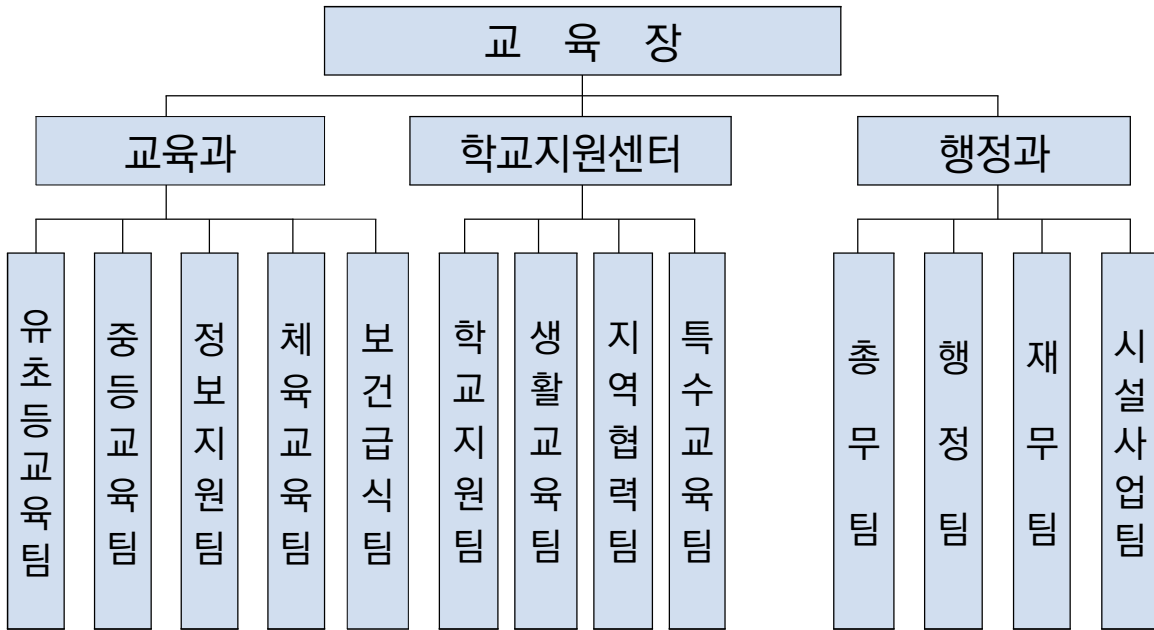 교 육 장
교육과
학교지원센터
행정과
유초등교육팀
중등교육팀
정보지원팀
체육교육팀
보건급식팀
학교지원팀
생활교육팀
지역협력팀
특수교육팀
총무팀
행정팀
재무팀
시설사업팀